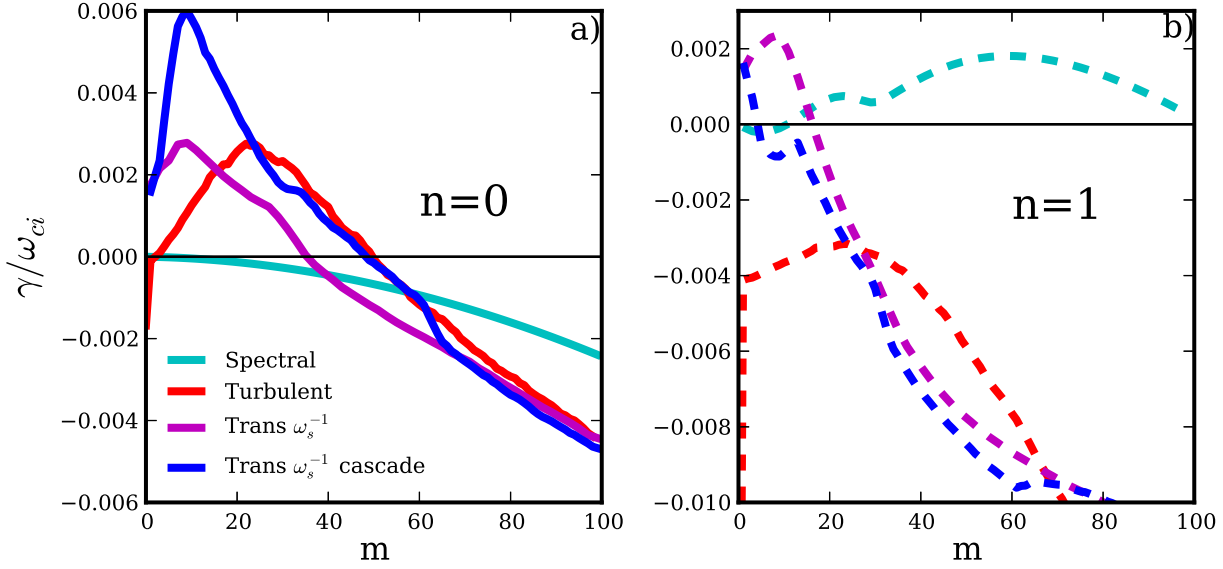 a)
0.006
0.004
0.002
0.000
−0.002
−0.004
−0.006
γ/ω_{ci}
n=0
Spectral
Turbulent
Trans ω_s^{−1}
Trans ω_s^{−1} cascade
0 20 40 60 80 100
m
b)
0.002
0.000
−0.002
−0.004
−0.006
−0.008
−0.010
n=1
0 20 40 60 80 100
m